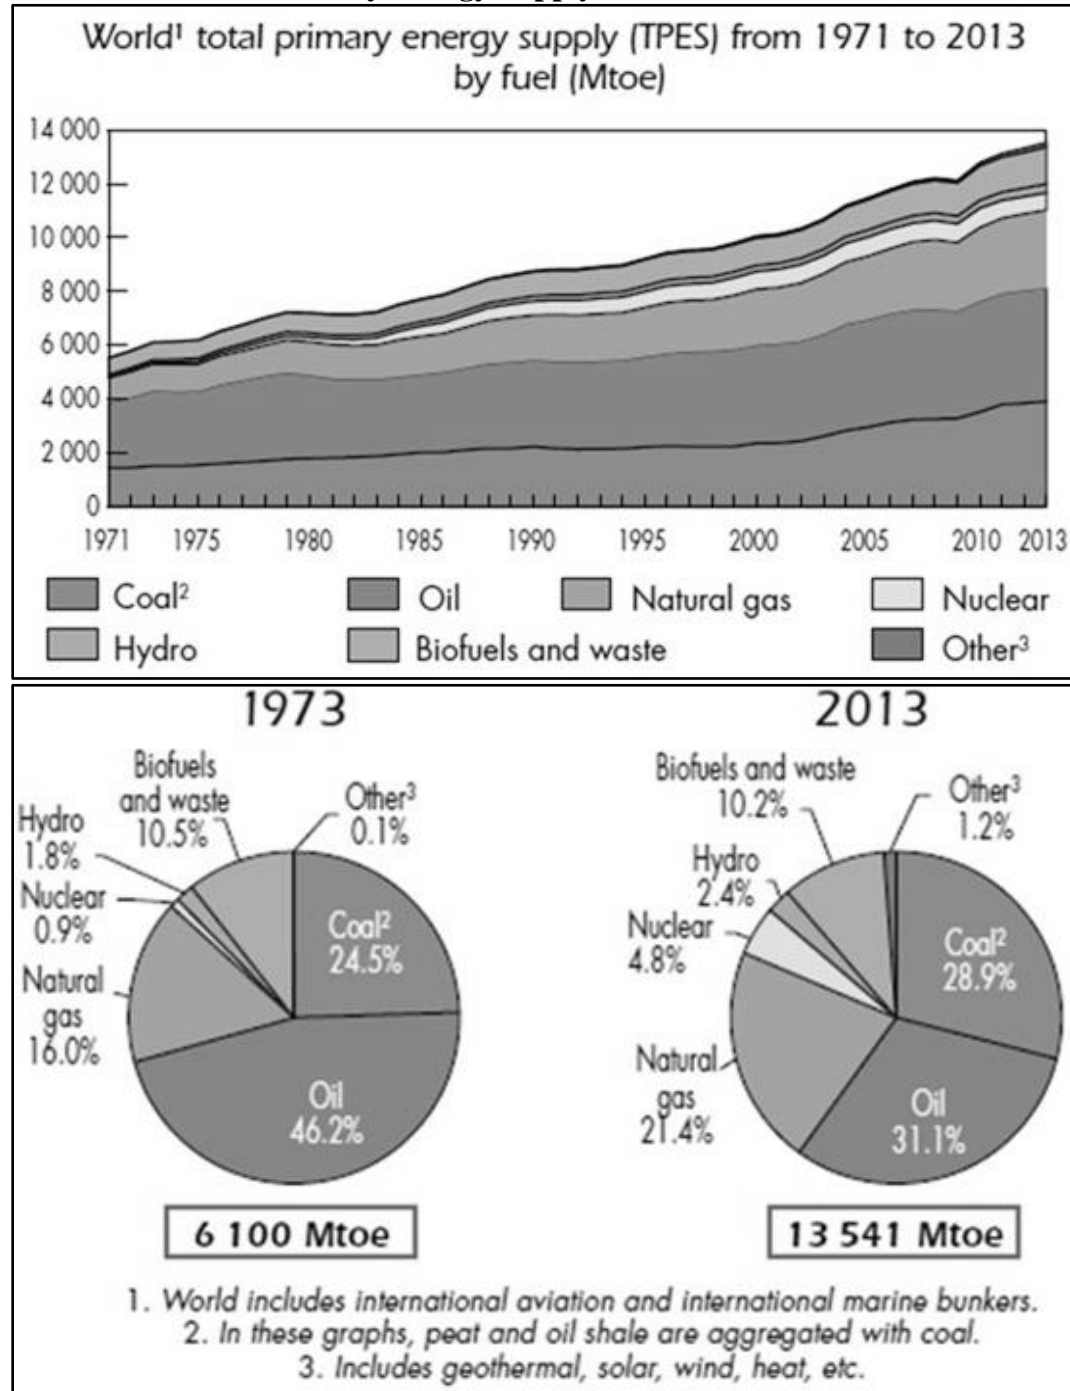 World¹ total primary energy supply (TPES) from 1971 to 2013
by fuel (Mtoe)
14 000
12 000
10 000
8 000
6 000
4 000
2 000
0
1971 1975 1980 1985 1990 1995 2000 2005 2010 2013
Coal² Oil Natural gas Nuclear
Hydro Biofuels and waste Other³
1973
Biofuels
and waste
10.5%
Other³
0.1%
Hydro
1.8%
Nuclear
0.9%
Natural
gas
16.0%
Coal²
24.5%
Oil
46.2%
6 100 Mtoe
2013
Biofuels and waste
10.2%
Other³
1.2%
Hydro
2.4%
Nuclear
4.8%
Natural
gas
21.4%
Coal²
28.9%
Oil
31.1%
13 541 Mtoe
1. World includes international aviation and international marine bunkers.
2. In these graphs, peat and oil shale are aggregated with coal.
3. Includes geothermal, solar, wind, heat, etc.